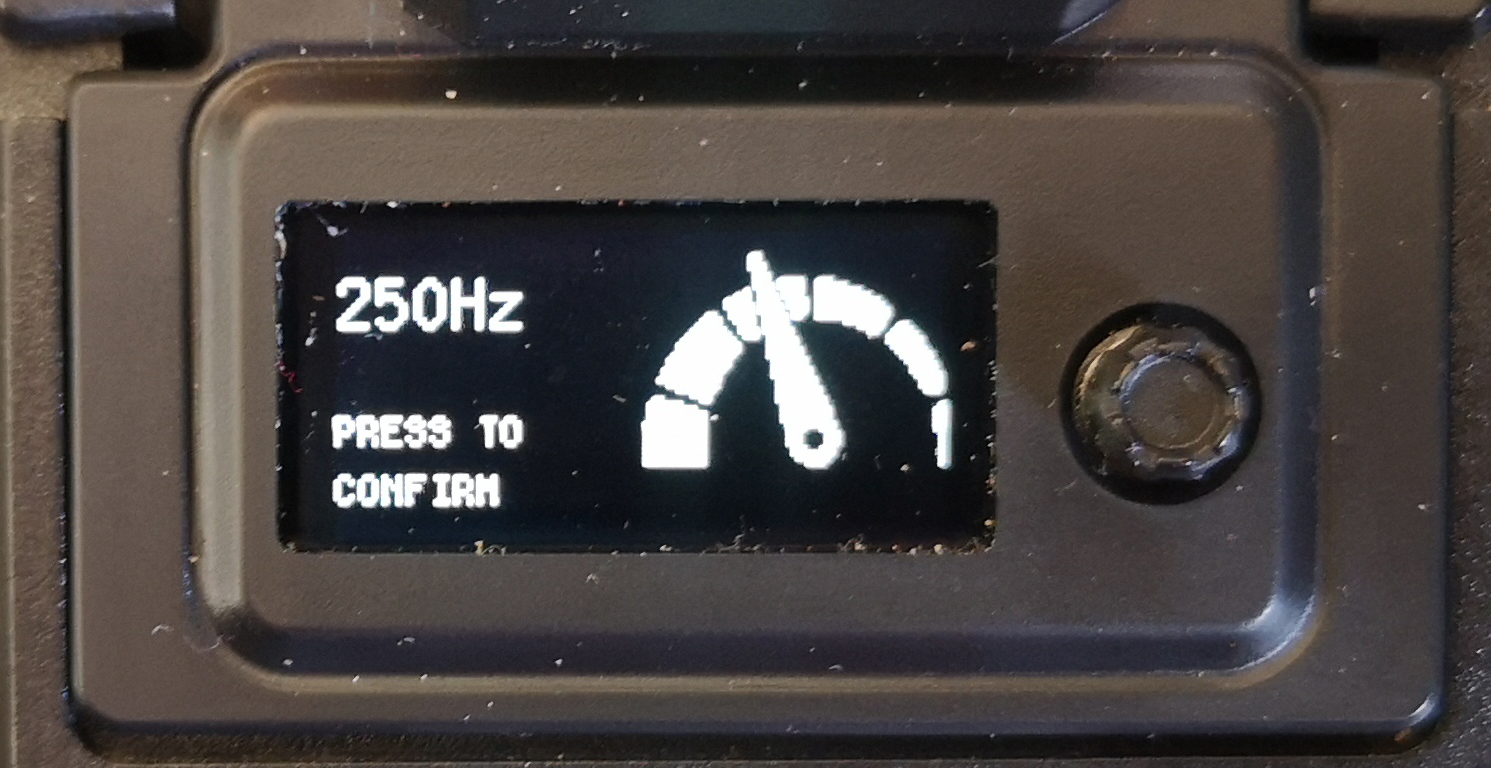 250Hz
PRESS TO
CONFIRM